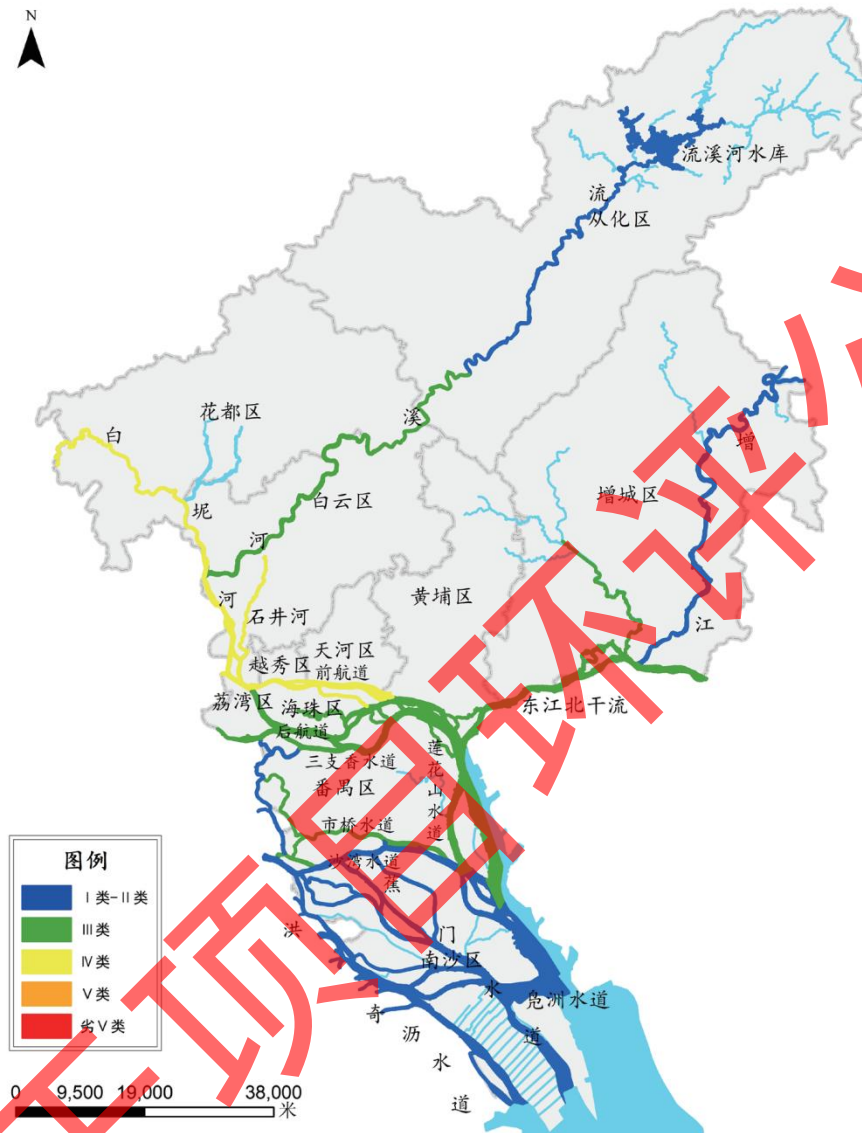 N
流溪河水库
流
从化区
溪
花都区
白
坭
河
白云区
河
石井河
增
增城区
江
黄埔区
天河区
越秀区
前航道
荔湾区
海珠区
后航道
东江北干流
三支香水道
莲花山水道
番禺区
市桥水道
沙湾水道
蕉
门
水
道
洪
奇
沥
水
道
南沙区
凫洲水道
图例
Ⅰ类-Ⅱ类
Ⅲ类
Ⅳ类
Ⅴ类
劣Ⅴ类
0 9,500 19,000 38,000
米
项目环评公